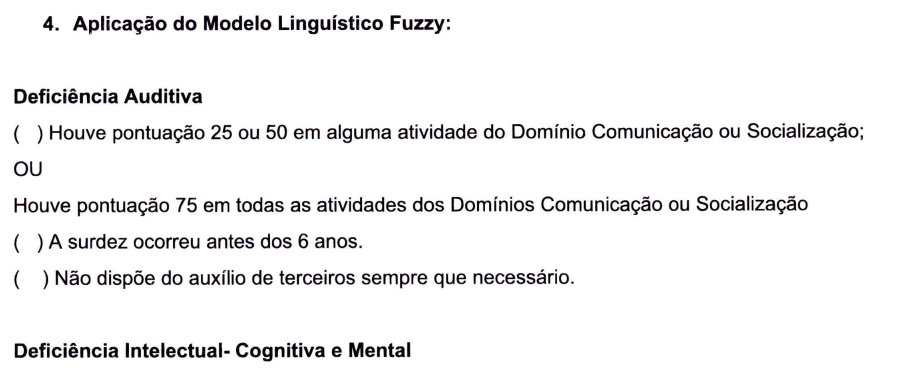 4. Aplicação do Modelo Linguístico Fuzzy:
Deficiência Auditiva
( ) Houve pontuação 25 ou 50 em alguma atividade do Domínio Comunicação ou Socialização;
OU
Houve pontuação 75 em todas as atividades dos Domínios Comunicação ou Socialização
( ) A surdez ocorreu antes dos 6 anos.
( ) Não dispõe do auxílio de terceiros sempre que necessário.
Deficiência Intelectual- Cognitiva e Mental